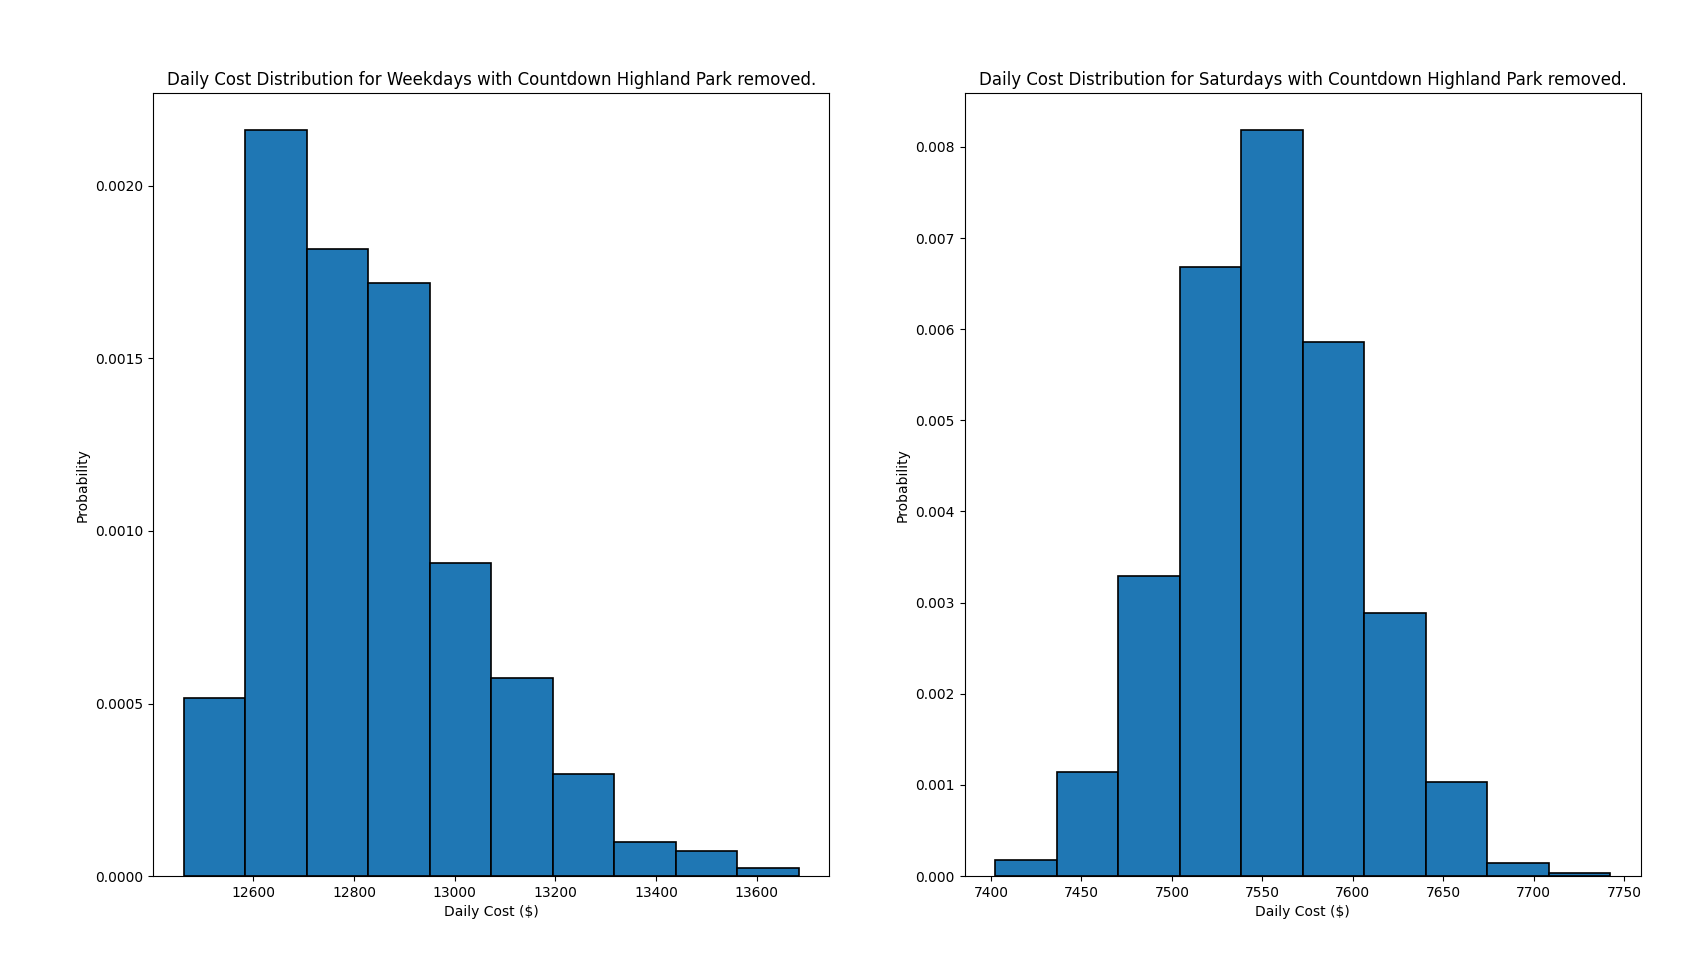 Daily Cost Distribution for Weekdays with Countdown Highland Park removed.
0.0020
0.0015
0.0010
0.0005
0.0000
Probability
12600 12800 13000 13200 13400 13600
Daily Cost ($)
Daily Cost Distribution for Saturdays with Countdown Highland Park removed.
0.008
0.007
0.006
0.005
0.004
0.003
0.002
0.001
0.000
Probability
7400 7450 7500 7550 7600 7650 7700 7750
Daily Cost ($)